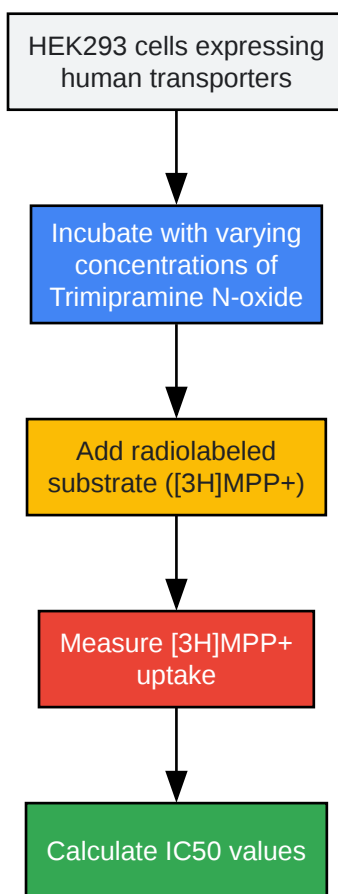 HEK293 cells expressing
human transporters
Incubate with varying
concentrations of
Trimipramine N-oxide
Add radiolabeled
substrate ([3H]MPP+)
Measure [3H]MPP+
uptake
Calculate IC50 values